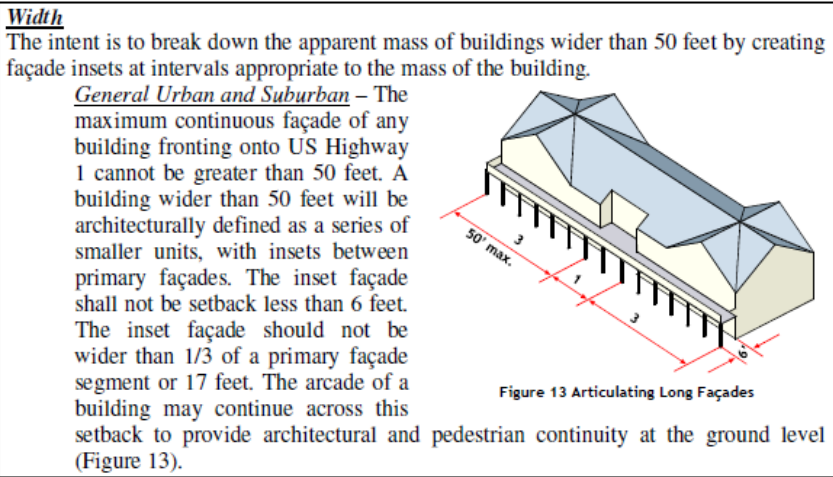 Width
The intent is to break down the apparent mass of buildings wider than 50 feet by creating
façade insets at intervals appropriate to the mass of the building.
General Urban and Suburban – The
maximum continuous façade of any
building fronting onto US Highway
1 cannot be greater than 50 feet. A
building wider than 50 feet will be
architecturally defined as a series of
smaller units, with insets between
primary façades. The inset façade
shall not be setback less than 6 feet.
The inset façade should not be
wider than 1/3 of a primary façade
segment or 17 feet. The arcade of a
building may continue across this
setback to provide architectural and pedestrian continuity at the ground level
(Figure 13).
50' max.
3
1
3
6'
Figure 13 Articulating Long Façades